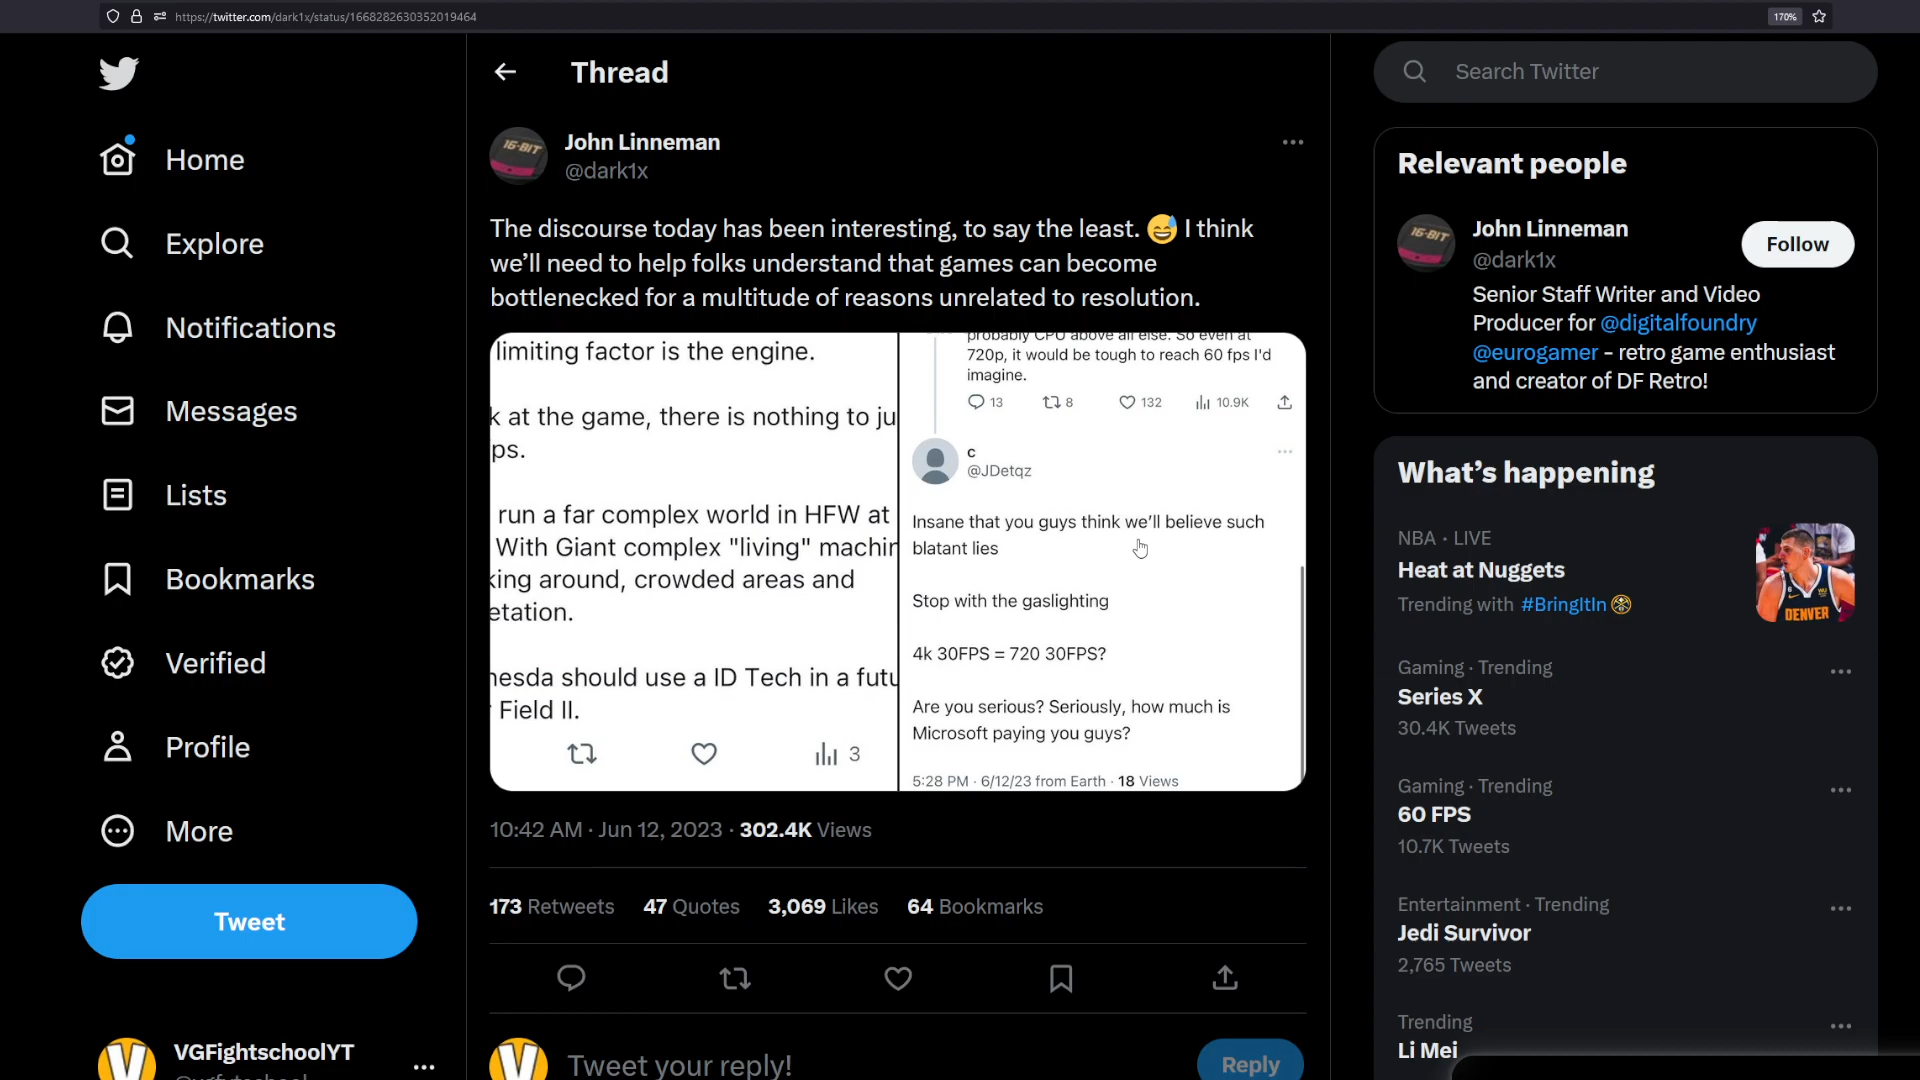 https://twitter.com/dark1x/status/1668282630352019464
170%
Home
Explore
Notifications
Messages
Lists
Bookmarks
Verified
Profile
More
Tweet
VGFightschoolYT
Thread
16-BIT
John Linneman
@dark1x
The discourse today has been interesting, to say the least. 😅 I think
we'll need to help folks understand that games can become
bottlenecked for a multitude of reasons unrelated to resolution.
limiting factor is the engine.
k at the game, there is nothing to ju
ps.
run a far complex world in HFW at
With Giant complex "living" machin
king around, crowded areas and
etation.
nesda should use a ID Tech in a futu
Field II.
3
probably CPU above all else. So even at
720p, it would be tough to reach 60 fps I'd
imagine.
13 8 132 10.9K
c
@JDetqz
Insane that you guys think we'll believe such
blatant lies
Stop with the gaslighting
4k 30FPS = 720 30FPS?
Are you serious? Seriously, how much is
Microsoft paying you guys?
5:28 PM · 6/12/23 from Earth · 18 Views
10:42 AM · Jun 12, 2023 · 302.4K Views
173 Retweets 47 Quotes 3,069 Likes 64 Bookmarks
V
Tweet your reply!
Reply
Search Twitter
Relevant people
16-BIT
John Linneman
@dark1x
Follow
Senior Staff Writer and Video
Producer for @digitalfoundry
@eurogamer - retro game enthusiast
and creator of DF Retro!
What's happening
NBA · LIVE
Heat at Nuggets
Trending with #BringItIn
DENVER
Gaming · Trending
Series X
30.4K Tweets
Gaming · Trending
60 FPS
10.7K Tweets
Entertainment · Trending
Jedi Survivor
2,765 Tweets
Trending
Li Mei